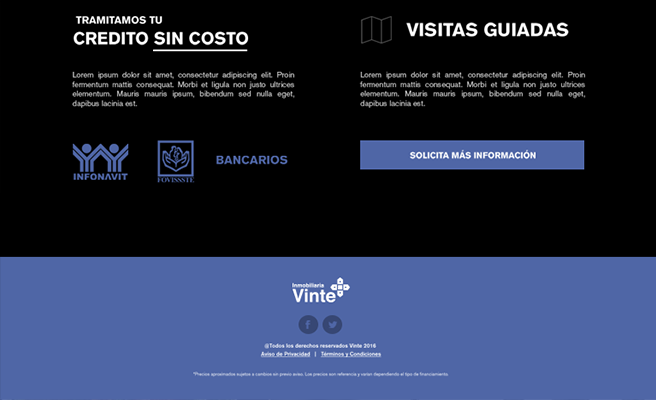 TRAMITAMOS TU
CREDITO SIN COSTO
Lorem ipsum dolor sit amet, consectetur adipiscing elit. Proin
fermentum mattis consequat. Morbi et ligula non justo ultrices
elementum. Mauris mauris ipsum, bibendum sed nulla eget,
dapibus lacinia est.
INFONAVIT
FOVISSSTE
BANCARIOS
VISITAS GUIADAS
Lorem ipsum dolor sit amet, consectetur adipiscing elit. Proin
fermentum mattis consequat. Morbi et ligula non justo ultrices
elementum. Mauris mauris ipsum, bibendum sed nulla eget,
dapibus lacinia est.
SOLICITA MÁS INFORMACIÓN
Inmobiliaria
Vinte
@Todos los derechos reservados Vinte 2016
Aviso de Privacidad | Términos y Condiciones
*Precios aproximados sujetos a cambios sin previo aviso. Los precios son referencia y varían dependiendo el tipo de financiamiento.